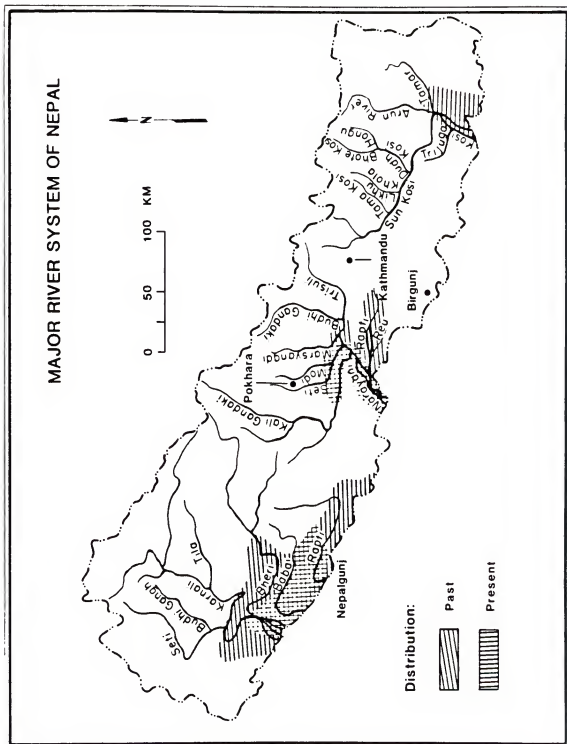 MAJOR RIVER SYSTEM OF NEPAL
N
0 50 100 KM
Seti
Budhi Ganga
Karnali
Tila
Bheri
Babai
Rapti
Nepalgunj
Kali Gandaki
Pokhara
Seti
Modi
Marsyangdi
Budhi Gandaki
Trisuli
Narayani
Rapti
Reu
Kathmandu
Birgunj
Sun Kosi
Tama Kosi
Likhu
Khola
Bhote Kosi
Dudh Kosi
Hongu
Arun River
Tamar
Trijuga
Kosi
Distribution:
Past
Present